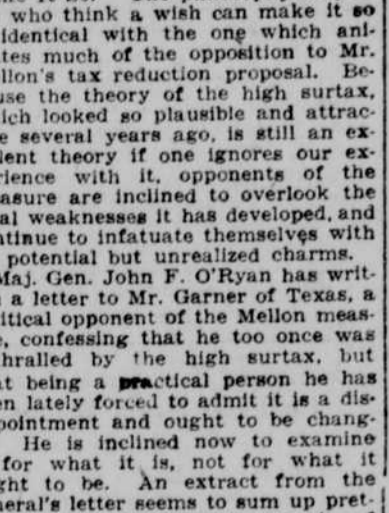 who think a wish can make it so
identical with the one which ani-
tes much of the opposition to Mr.
llon's tax reduction proposal. Be-
use the theory of the high surtax,
ich looked so plausible and attrac-
e several years ago, is still an ex-
lent theory if one ignores our ex-
rience with it, opponents of the
asure are inclined to overlook the
al weaknesses it has developed, and
ntinue to infatuate themselves with
potential but unrealized charms.
Maj. Gen. John F. O'Ryan has writ-
a letter to Mr. Garner of Texas, a
itical opponent of the Mellon meas-
e, confessing that he too once was
thralled by the high surtax, but
at being a practical person he has
en lately forced to admit it is a dis-
pointment and ought to be chang-
He is inclined now to examine
for what it is, not for what it
ght to be. An extract from the
neral's letter seems to sum up pret-